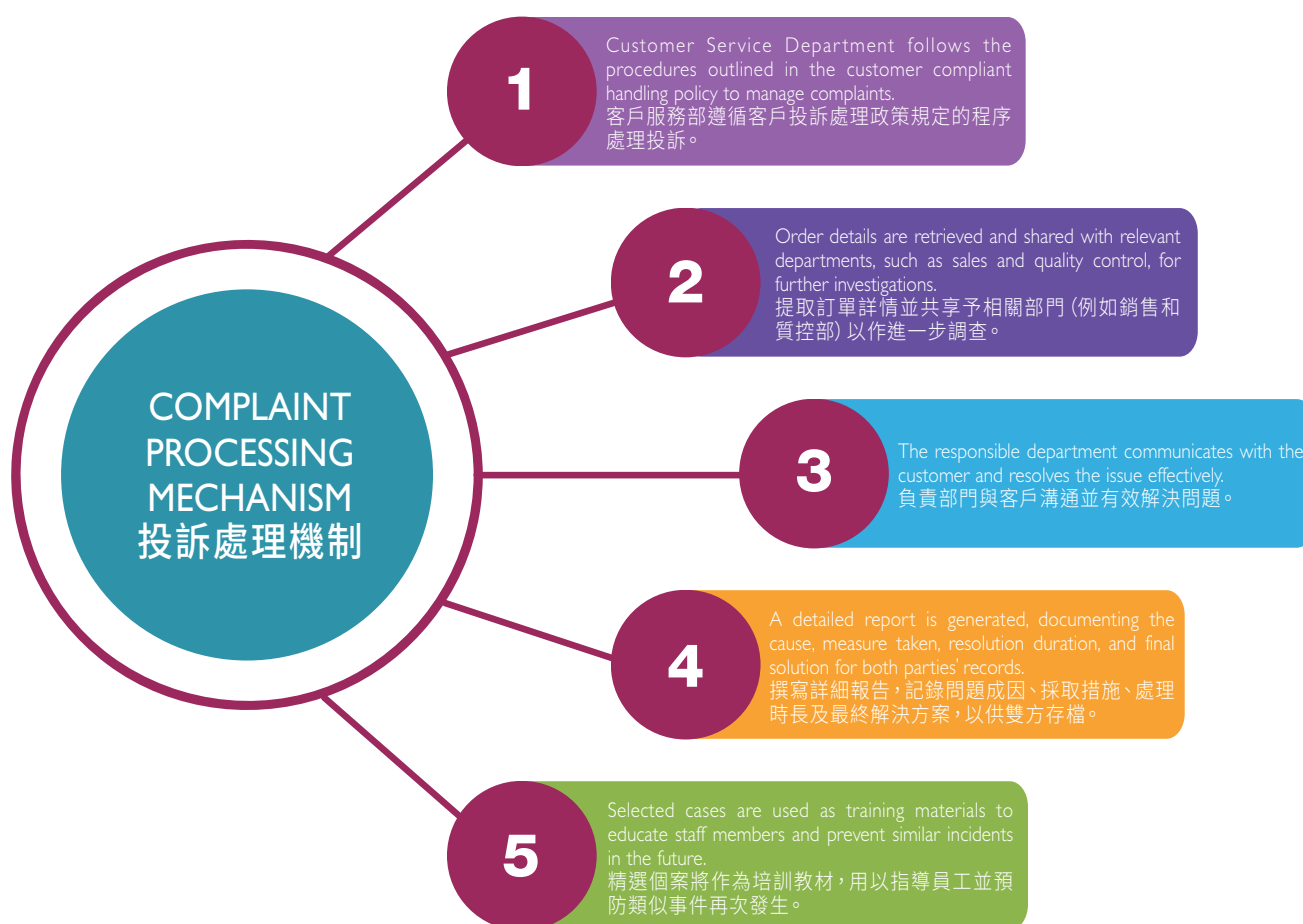 COMPLAINT
PROCESSING
MECHANISM
投訴處理機制
1
Customer Service Department follows the
procedures outlined in the customer compliant
handling policy to manage complaints.
客戶服務部遵循客戶投訴處理政策規定的程序
處理投訴。
2
Order details are retrieved and shared with relevant
departments, such as sales and quality control, for
further investigations.
提取訂單詳情並共享予相關部門(例如銷售和
質控部)以作進一步調查。
3
The responsible department communicates with the
customer and resolves the issue effectively.
負責部門與客戶溝通並有效解決問題。
4
A detailed report is generated, documenting the
cause, measure taken, resolution duration, and final
solution for both parties' records.
撰寫詳細報告,記錄問題成因、採取措施、處理
時長及最終解決方案,以供雙方存檔。
5
Selected cases are used as training materials to
educate staff members and prevent similar incidents
in the future.
精選個案將作為培訓教材,用以指導員工並預
防類似事件再次發生。